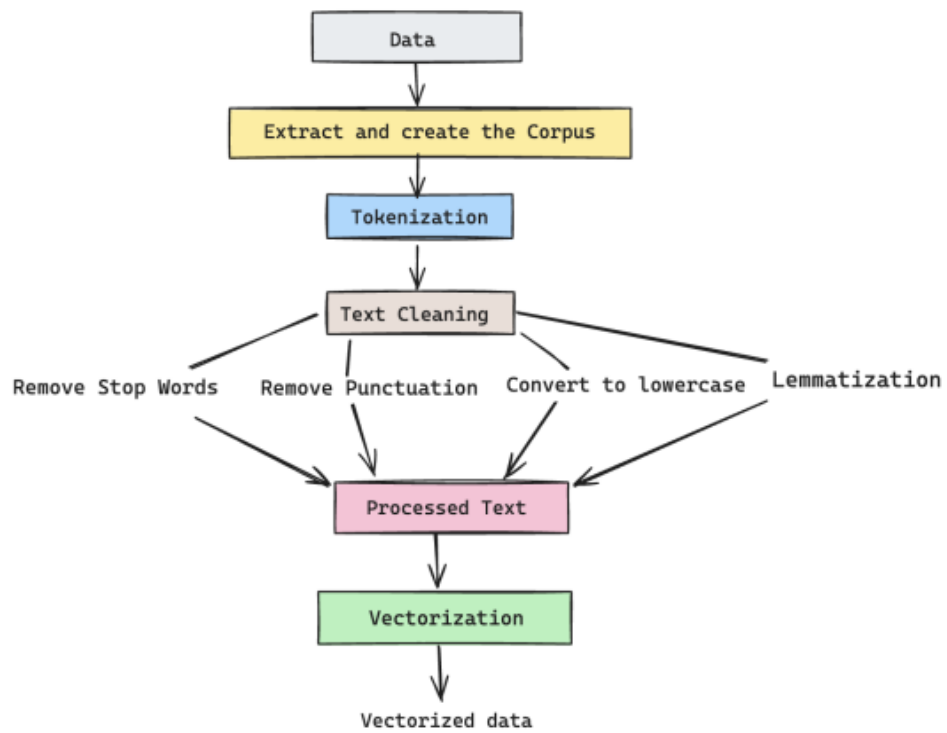 Data
Extract and create the Corpus
Tokenization
Text Cleaning
Remove Stop Words
Remove Punctuation
Convert to lowercase
Lemmatization
Processed Text
Vectorization
Vectorized data